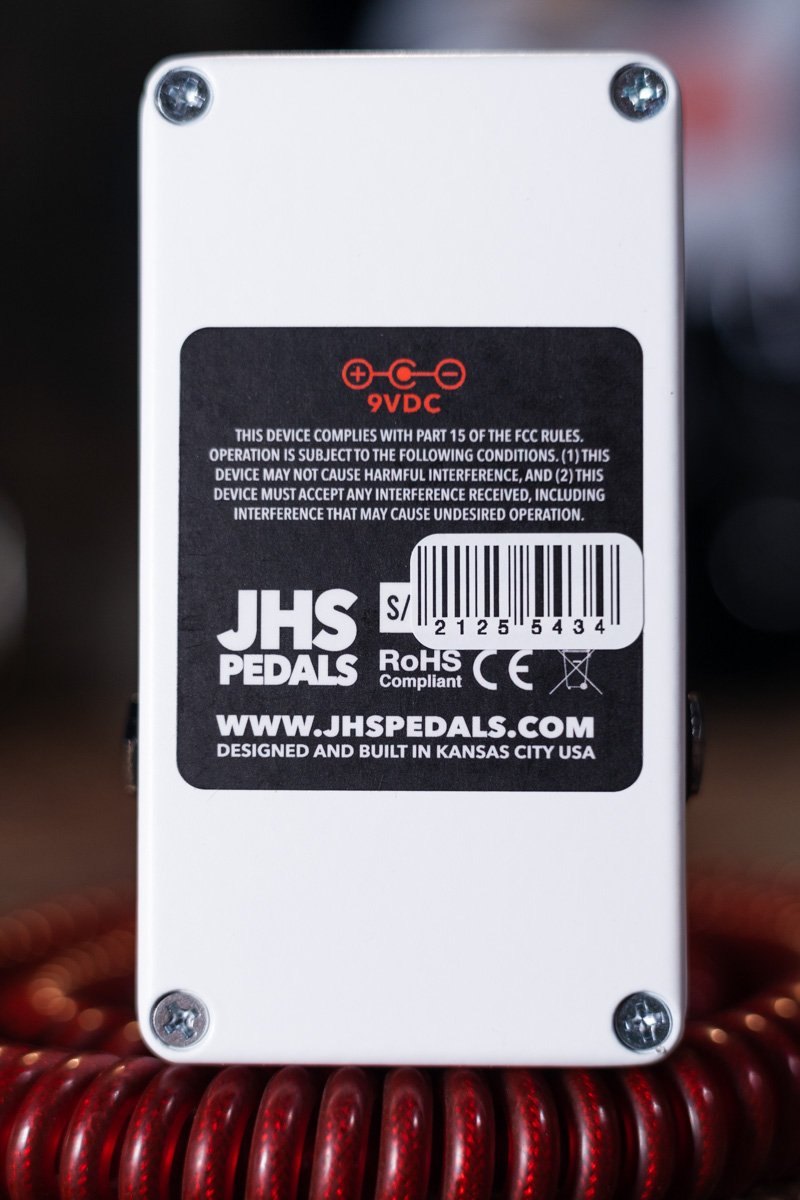 + -
9VDC
THIS DEVICE COMPLIES WITH PART 15 OF THE FCC RULES.
OPERATION IS SUBJECT TO THE FOLLOWING CONDITIONS. (1) THIS
DEVICE MAY NOT CAUSE HARMFUL INTERFERENCE, AND (2) THIS
DEVICE MUST ACCEPT ANY INTERFERENCE RECEIVED, INCLUDING
INTERFERENCE THAT MAY CAUSE UNDESIRED OPERATION.
JHS
PEDALS
S/
21255434
RoHS
Compliant
CE
WWW.JHSPEDALS.COM
DESIGNED AND BUILT IN KANSAS CITY USA